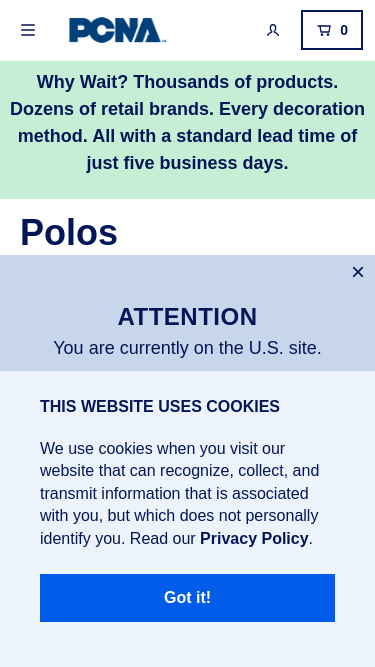 PCNA
0
Why Wait? Thousands of products.
Dozens of retail brands. Every decoration
method. All with a standard lead time of
just five business days.
Polos
ATTENTION
You are currently on the U.S. site.
THIS WEBSITE USES COOKIES
We use cookies when you visit our
website that can recognize, collect, and
transmit information that is associated
with you, but which does not personally
identify you. Read our Privacy Policy.
Got it!